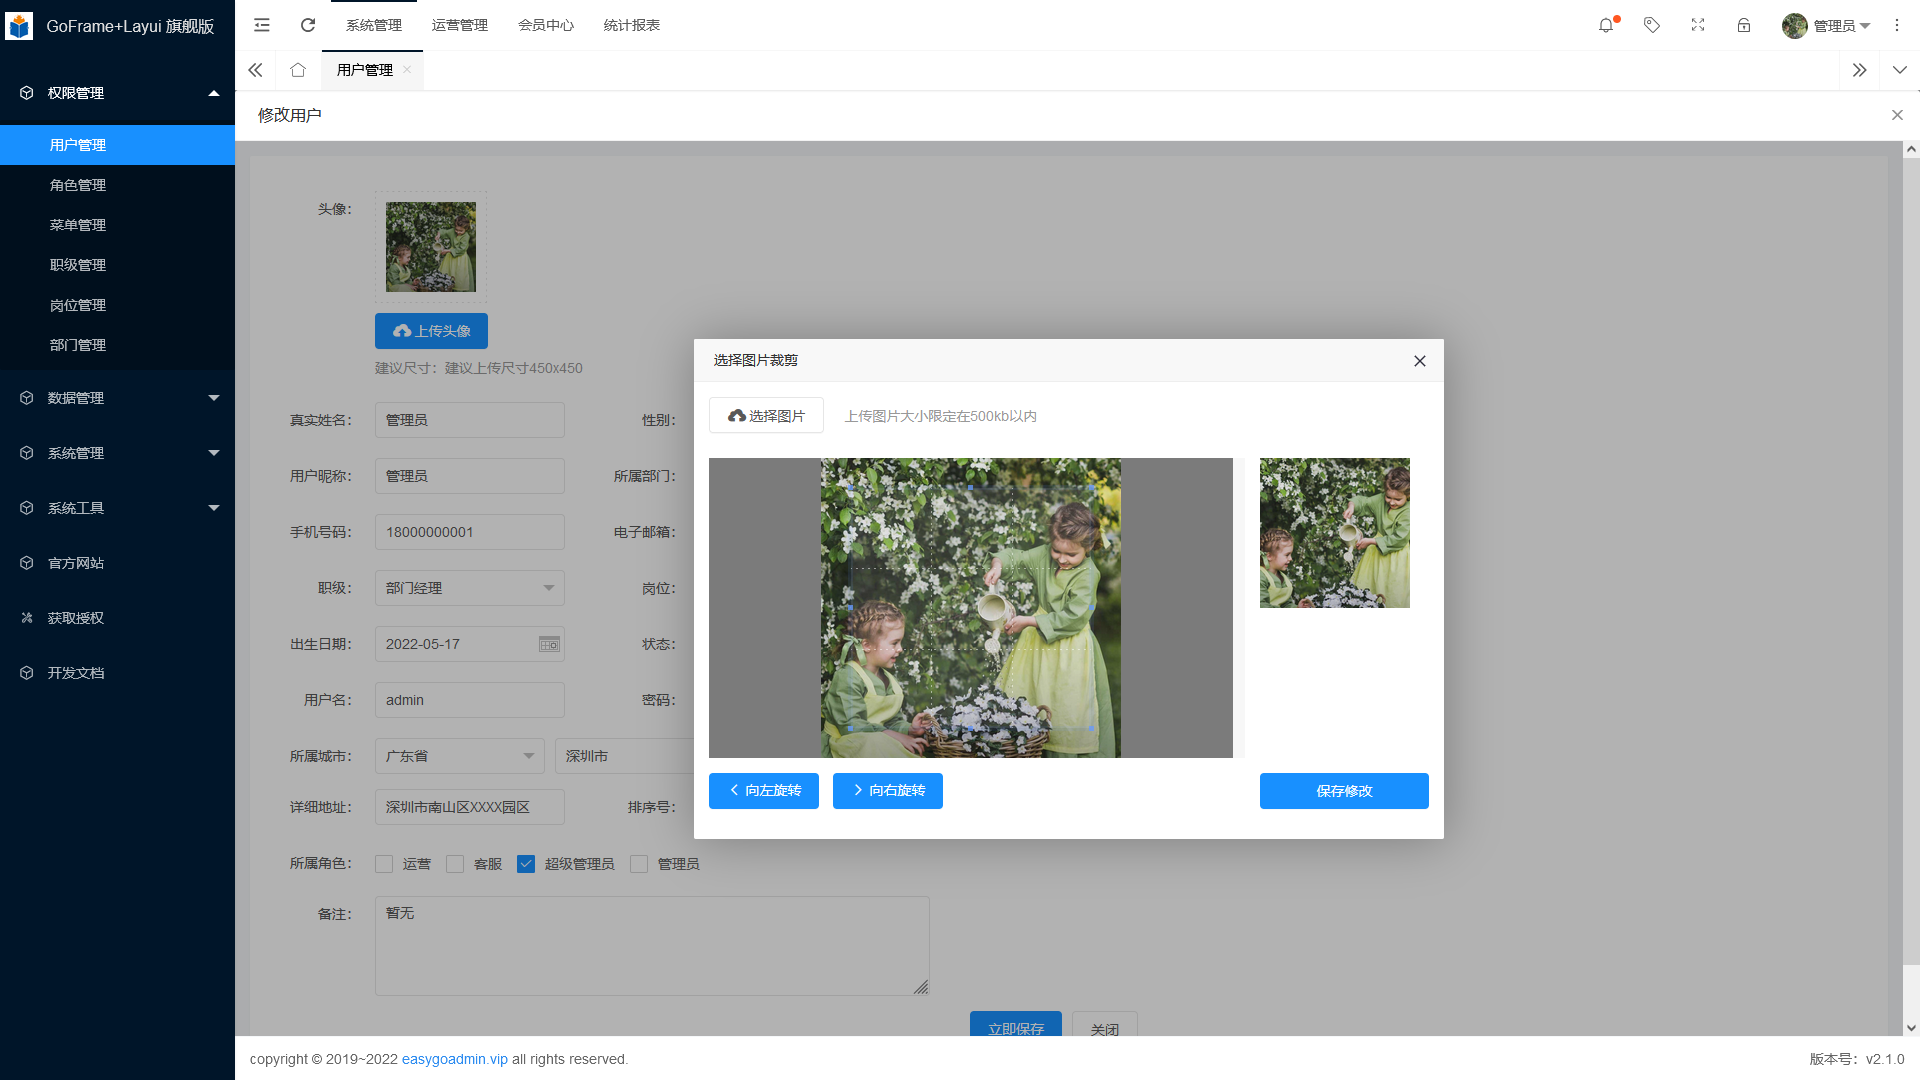 GoFrame+Layui 旗舰版
系统管理
运营管理
会员中心
统计报表
管理员
用户管理
权限管理
用户管理
角色管理
菜单管理
职级管理
岗位管理
部门管理
数据管理
系统管理
系统工具
官方网站
获取授权
开发文档
修改用户
头像：
上传头像
建议尺寸：建议上传尺寸450x450
真实姓名： 管理员 性别：
用户昵称： 管理员 所属部门：
手机号码： 18000000001 电子邮箱：
职级： 部门经理 岗位：
出生日期： 2022-05-17 状态：
用户名： admin 密码：
所属城市： 广东省 深圳市
详细地址： 深圳市南山区XXXX园区 排序号：
所属角色： 运营 客服 超级管理员 管理员
备注： 暂无
立即保存 关闭
选择图片裁剪
选择图片 上传图片大小限定在500kb以内
向左旋转 向右旋转 保存修改
copyright © 2019~2022 easygoadmin.vip all rights reserved.
版本号：v2.1.0